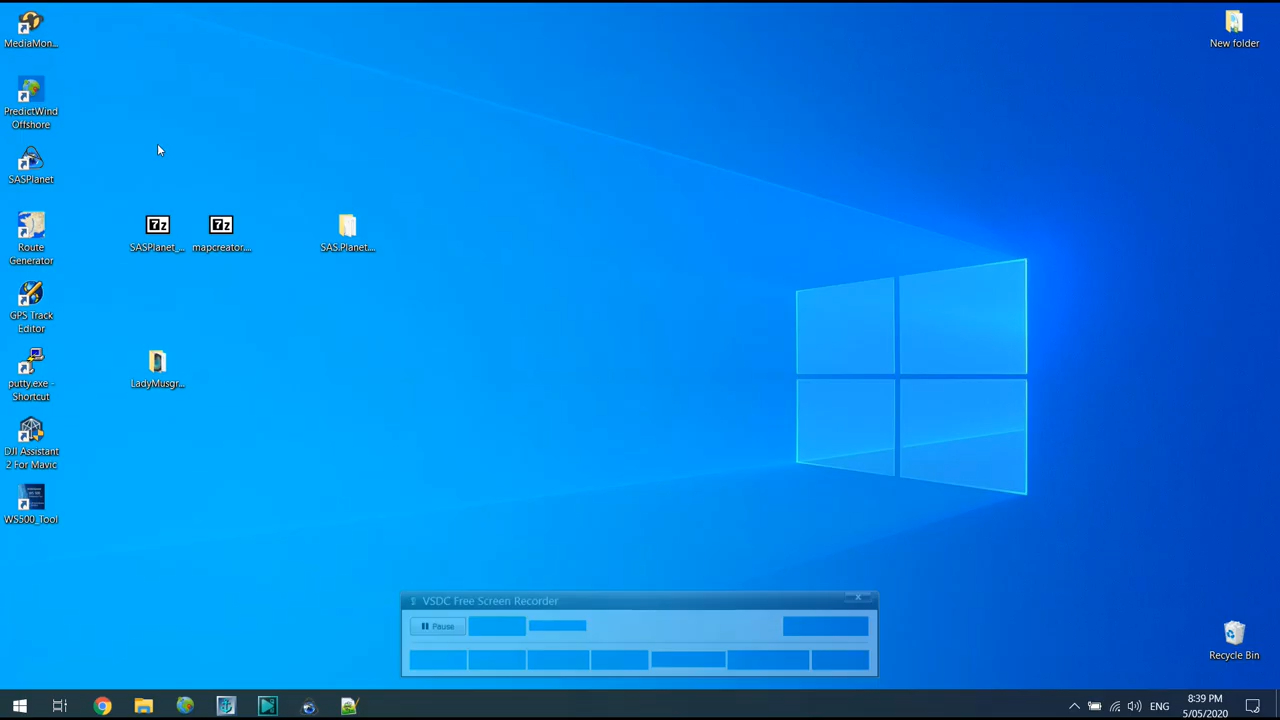 MediaMon...
New folder
PredictWind
Offshore
SASPlanet
7z
7z
SASPlanet_...
mapcreator....
SAS.Planet....
Route
Generator
GPS Track
Editor
putty.exe -
Shortcut
LadyMusgr...
DJI Assistant
2 For Mavic
WS500_Tool
VSDC Free Screen Recorder
Pause
Recycle Bin
ENG
8:39 PM
5/05/2020